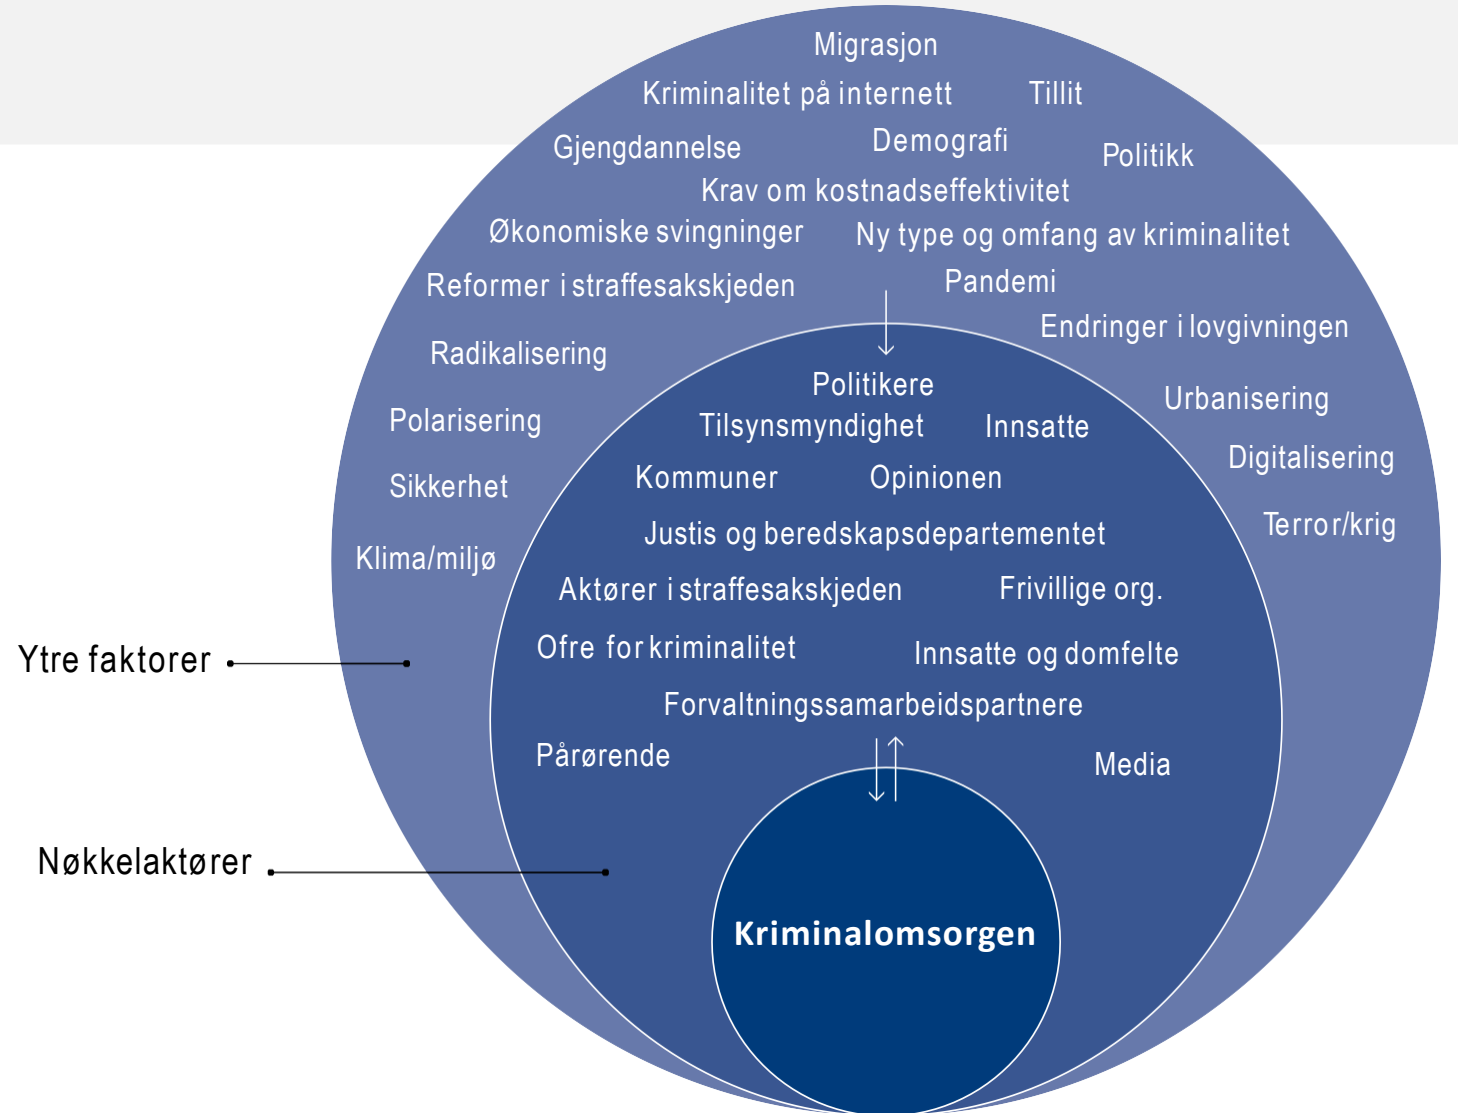 Migrasjon
Kriminalitet på internett
Tillit
Gjengdannelse
Demografi
Politikk
Krav om kostnadseffektivitet
Økonomiske svingninger
Ny type og omfang av kriminalitet
Reformer i straffesakskjeden
Pandemi
Endringer i lovgivningen
Radikalisering
Urbanisering
Polarisering
Digitalisering
Sikkerhet
Terror/krig
Klima/miljø
Politikere
Tilsynsmyndighet
Innsatte
Kommuner
Opinionen
Justis og beredskapsdepartementet
Aktører i straffesakskjeden
Frivillige org.
Ofre for kriminalitet
Innsatte og domfelte
Forvaltningssamarbeidspartnere
Pårørende
Media
Ytre faktorer
Nøkkelaktører
Kriminalomsorgen